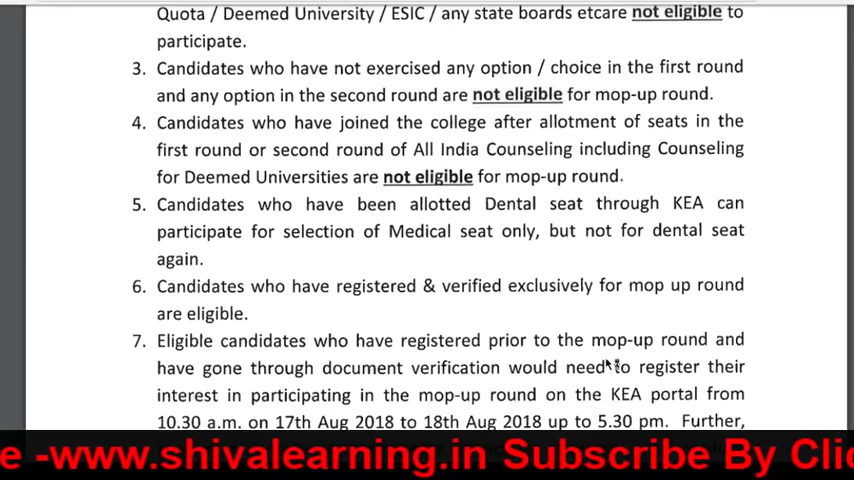 Quota / Deemed University / ESIC / any state boards etcare not eligible to
participate.
3. Candidates who have not exercised any option / choice in the first round
and any option in the second round are not eligible for mop-up round.
4. Candidates who have joined the college after allotment of seats in the
first round or second round of All India Counseling including Counseling
for Deemed Universities are not eligible for mop-up round.
5. Candidates who have been allotted Dental seat through KEA can
participate for selection of Medical seat only, but not for dental seat
again.
6. Candidates who have registered & verified exclusively for mop up round
are eligible.
7. Eligible candidates who have registered prior to the mop-up round and
have gone through document verification would need to register their
interest in participating in the mop-up round on the KEA portal from
10.30 a.m. on 17th Aug 2018 to 18th Aug 2018 up to 5.30 pm. Further,
e -www.shivalearning.in Subscribe By Clic